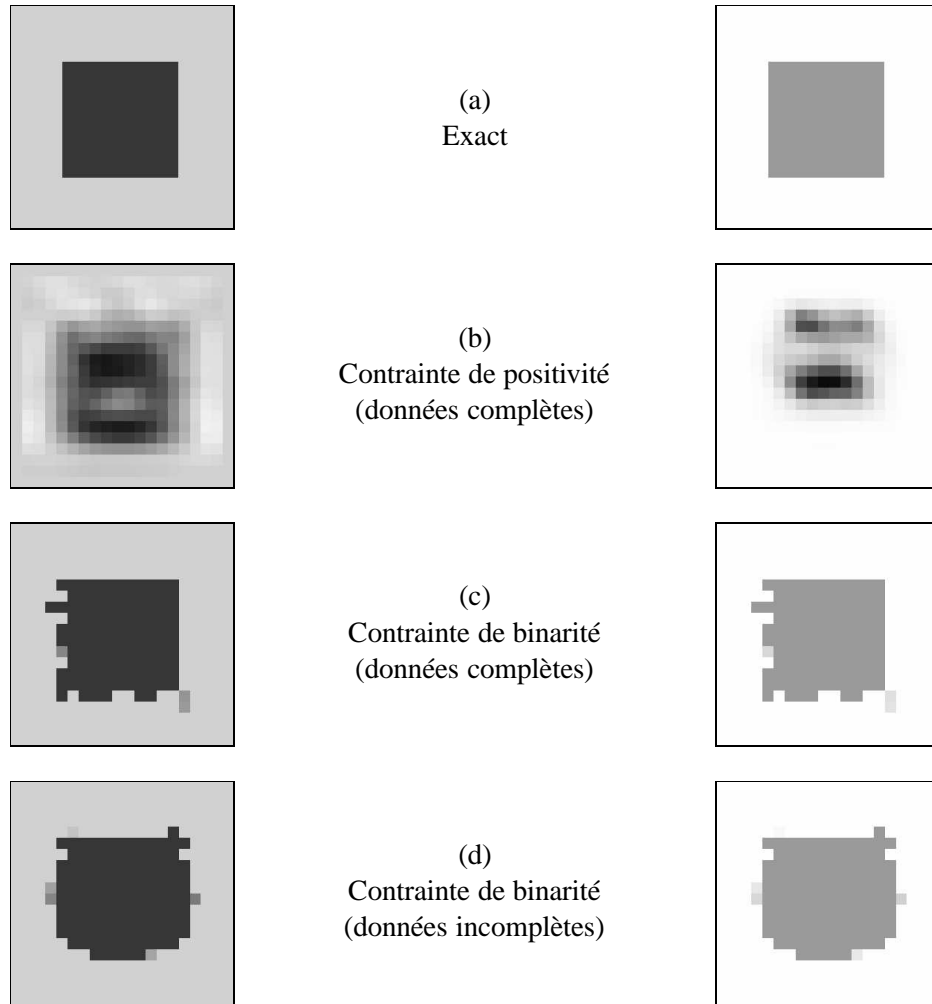 (a)
Exact
(b)
Contrainte de positivité
(données complètes)
(c)
Contrainte de binarité
(données complètes)
(d)
Contrainte de binarité
(données incomplètes)